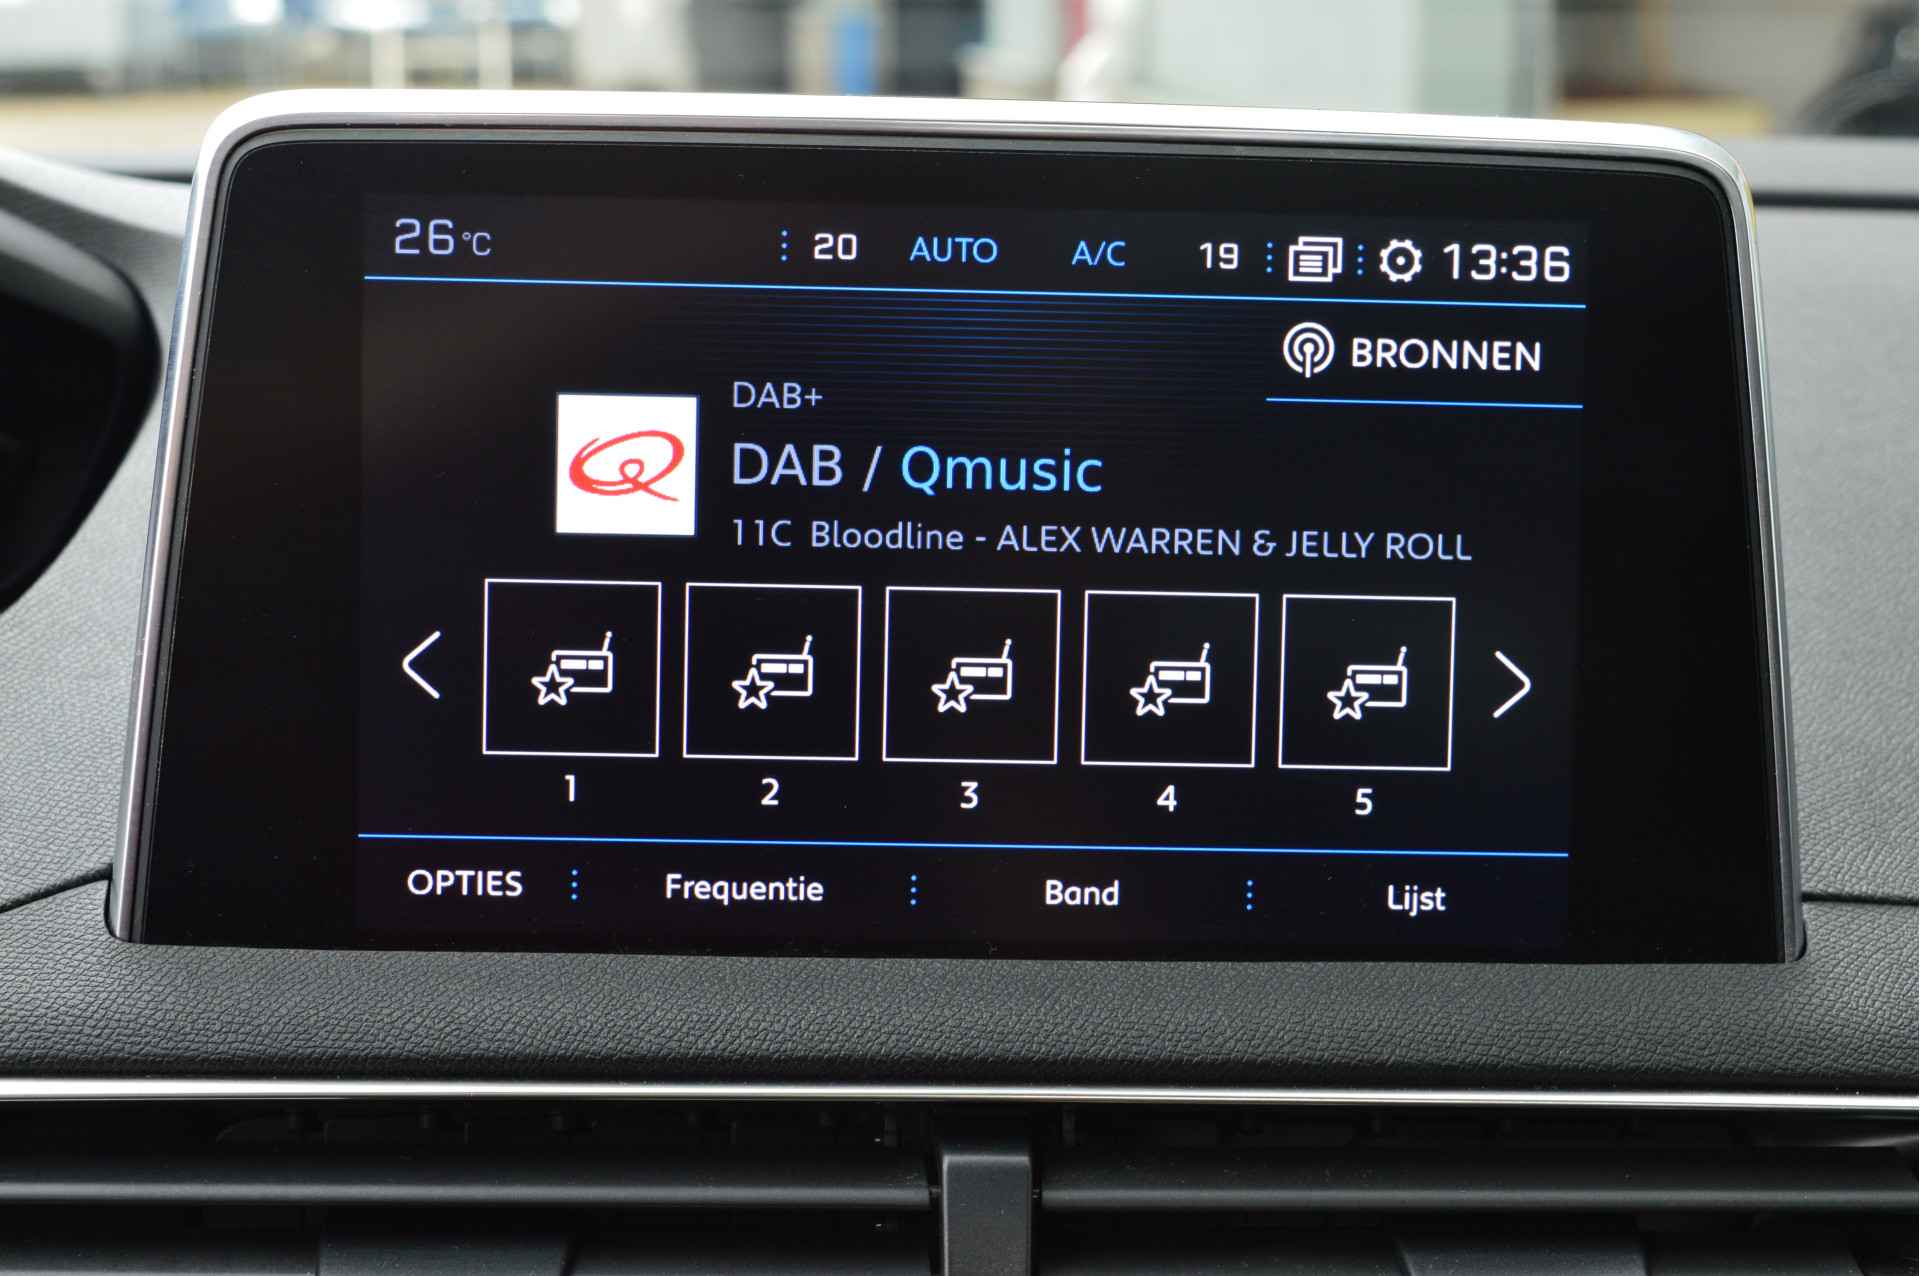 26°C 20 AUTO A/C 19 13:36
BRONNEN
DAB+
DAB / Qmusic
11C Bloodline - ALEX WARREN & JELLY ROLL
1 2 3 4 5
OPTIES Frequentie Band Lijst